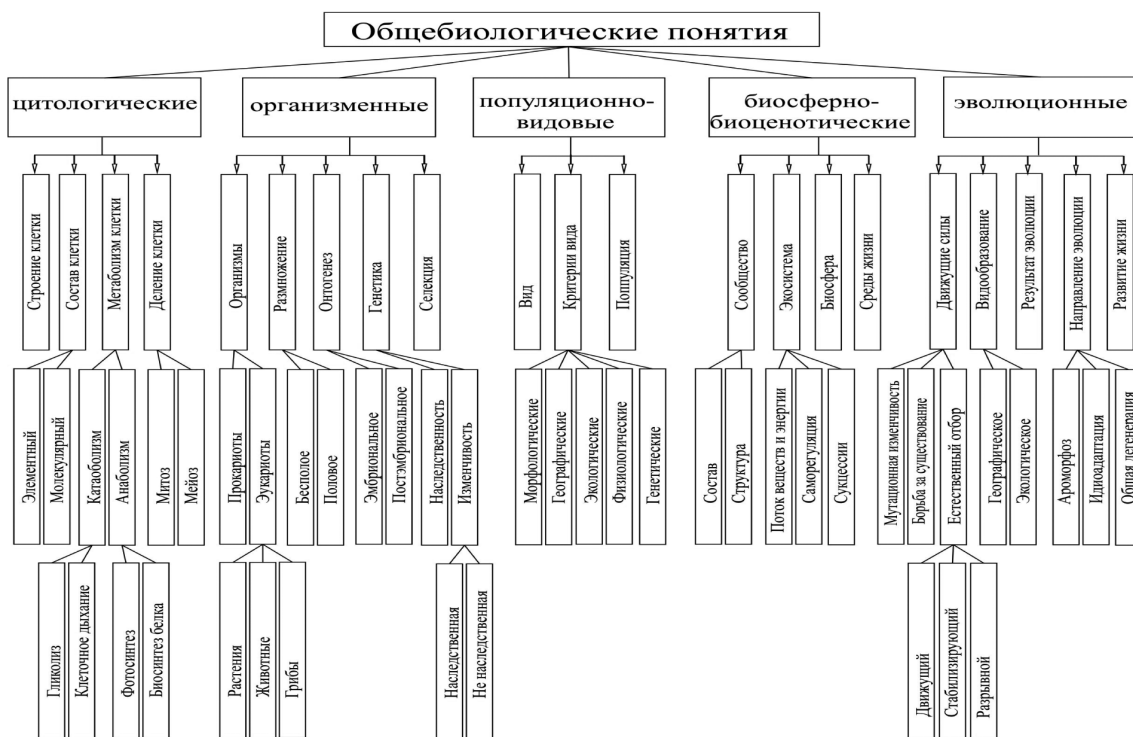 Общебиологические понятия
цитологические
организменные
популяционно-
видовые
биосферно-
биоценотические
эволюционные
Строение клетки
Состав клетки
Метаболизм клетки
Деление клетки
Организмы
Размножение
Онтогенез
Генетика
Селекция
Вид
Критерии вида
Поппуляция
Сообщество
Экосистема
Биосфера
Среды жизни
Движущие силы
Видообразование
Результат эволюции
Направление эволюции
Развитие жизни
Элементный
Молекулярный
Катаоболизм
Анаболизм
Митоз
Мейоз
Прокариоты
Эукариоты
Бесполое
Половое
Эмбриональное
Постэмбриональное
Наследственность
Изменчивость
Морфологические
Географические
Экологические
Физиологические
Генетические
Состав
Структура
Поток веществ и энергии
Саморегуляция
Сукцессии
Мутационная изменчивость
Борьба за существование
Естественный отбор
Географическое
Экологическое
Ароморфоз
Идиоадаптация
Общая дегенерация
Гликолиз
Клеточное дыхание
Фотосинтез
Биосинтез белка
Растения
Животные
Грибы
Наследственная
Не наследственная
Движущий
Стабилизирующий
Разрывной